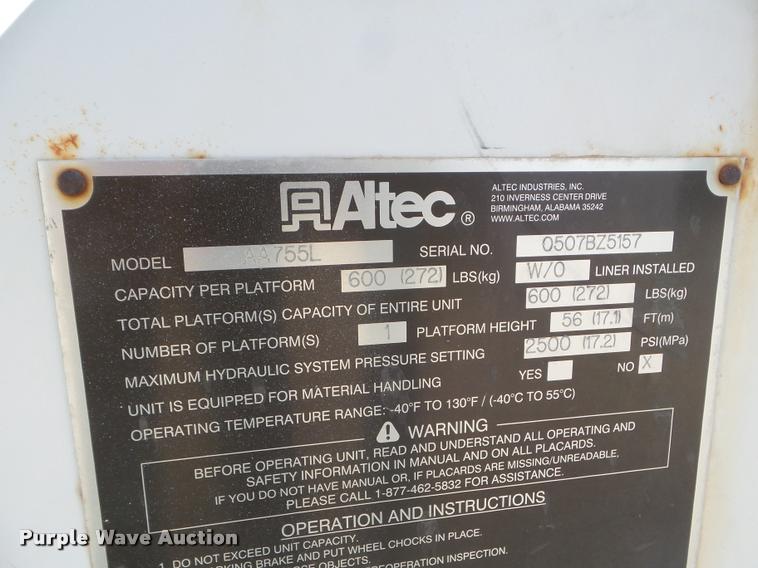 Altec ®
ALTEC INDUSTRIES, INC.
210 INVERNESS CENTER DRIVE
BIRMINGHAM, ALABAMA 35242
WWW.ALTEC.COM
MODEL AA755L SERIAL NO. 0507BZ5157
CAPACITY PER PLATFORM 600 (272) LBS(kg) W/O LINER INSTALLED
TOTAL PLATFORM(S) CAPACITY OF ENTIRE UNIT 600 (272) LBS(kg)
NUMBER OF PLATFORM(S) 1 PLATFORM HEIGHT 56 (17.1) FT(m)
MAXIMUM HYDRAULIC SYSTEM PRESSURE SETTING 2500 (17.2) PSI(MPa)
UNIT IS EQUIPPED FOR MATERIAL HANDLING YES NO X
OPERATING TEMPERATURE RANGE: -40°F TO 130°F / (-40°C TO 55°C)
WARNING
BEFORE OPERATING UNIT, READ AND UNDERSTAND ALL OPERATING AND
SAFETY INFORMATION IN MANUAL AND ON ALL PLACARDS.
IF YOU DO NOT HAVE MANUAL OR, IF PLACARDS ARE MISSING/UNREADABLE,
PLEASE CALL 1-877-462-5832 FOR ASSISTANCE.
OPERATION AND INSTRUCTIONS
1. DO NOT EXCEED UNIT CAPACITY.
BRAKE AND PUT WHEEL CHOCKS IN PLACE.
OBJECTS.
INSPECTION.
Purple Wave Auction